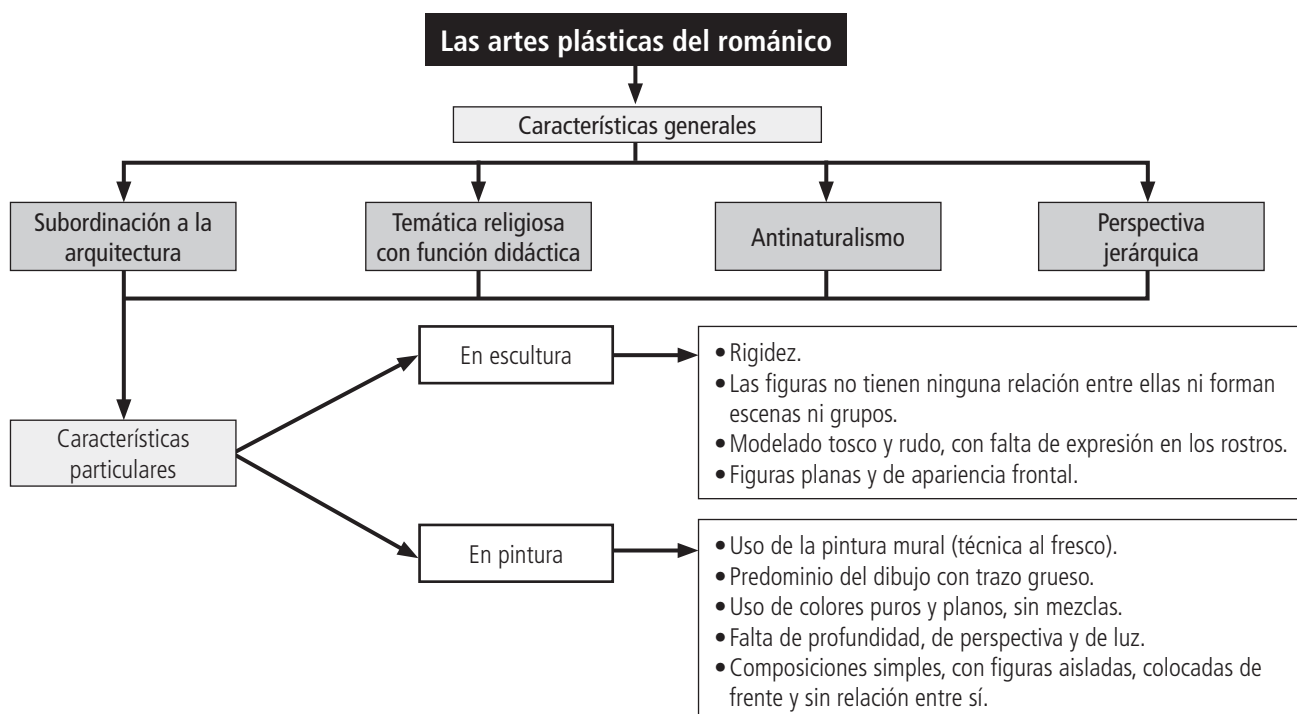 Las artes plásticas del románico
Características generales
Subordinación a la
arquitectura
Temática religiosa
con función didáctica
Antinaturalismo
Perspectiva
jerárquica
Características
particulares
En escultura
• Rigidez.
• Las figuras no tienen ninguna relación entre ellas ni forman
escenas ni grupos.
• Modelado tosco y rudo, con falta de expresión en los rostros.
• Figuras planas y de apariencia frontal.
En pintura
• Uso de la pintura mural (técnica al fresco).
• Predominio del dibujo con trazo grueso.
• Uso de colores puros y planos, sin mezclas.
• Falta de profundidad, de perspectiva y de luz.
• Composiciones simples, con figuras aisladas, colocadas de
frente y sin relación entre sí.